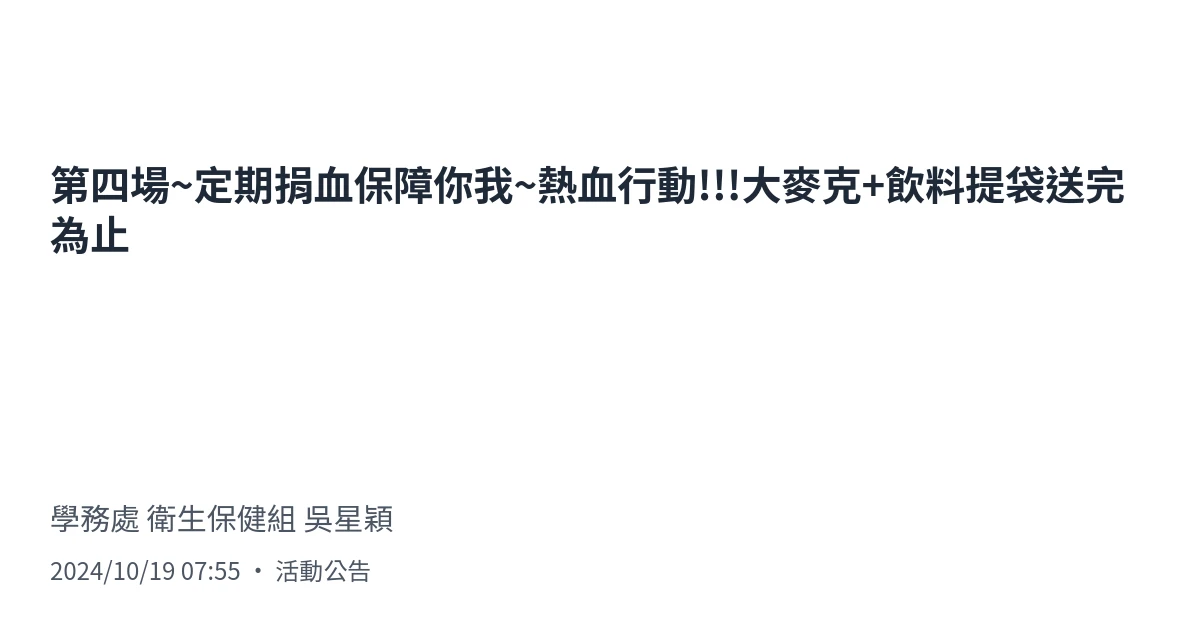 第四場~定期捐血保障你我~熱血行動!!!大麥克+飲料提袋送完
為止
學務處 衛生保健組 吳星穎
2024/10/19 07:55 • 活動公告